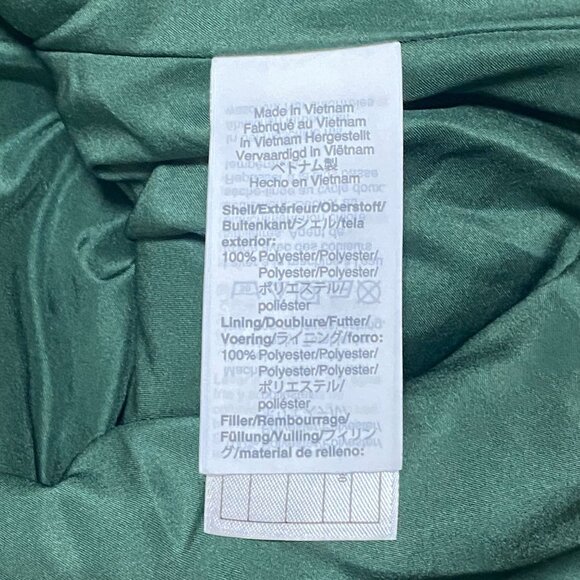 Made in Vietnam
Fabriqué au Vietnam
In Vietnam Hergestellt
Vervaardigd in Viëtnam
ベトナム製
Hecho en Vietnam
Shell/Extérieur/Oberstoff/
Buitenkant/シェル/tela
exterior:
100% Polyester/Polyester/
Polyester/Polyester/
ポリエステル/
poliéster
Lining/Doublure/Futter/
Voering/ライニング/forro:
100% Polyester/Polyester/
Polyester/Polyester/
ポリエステル/
poliéster
Filler/Rembourrage/
Füllung/Vulling/フィリン
グ/material de relleno: